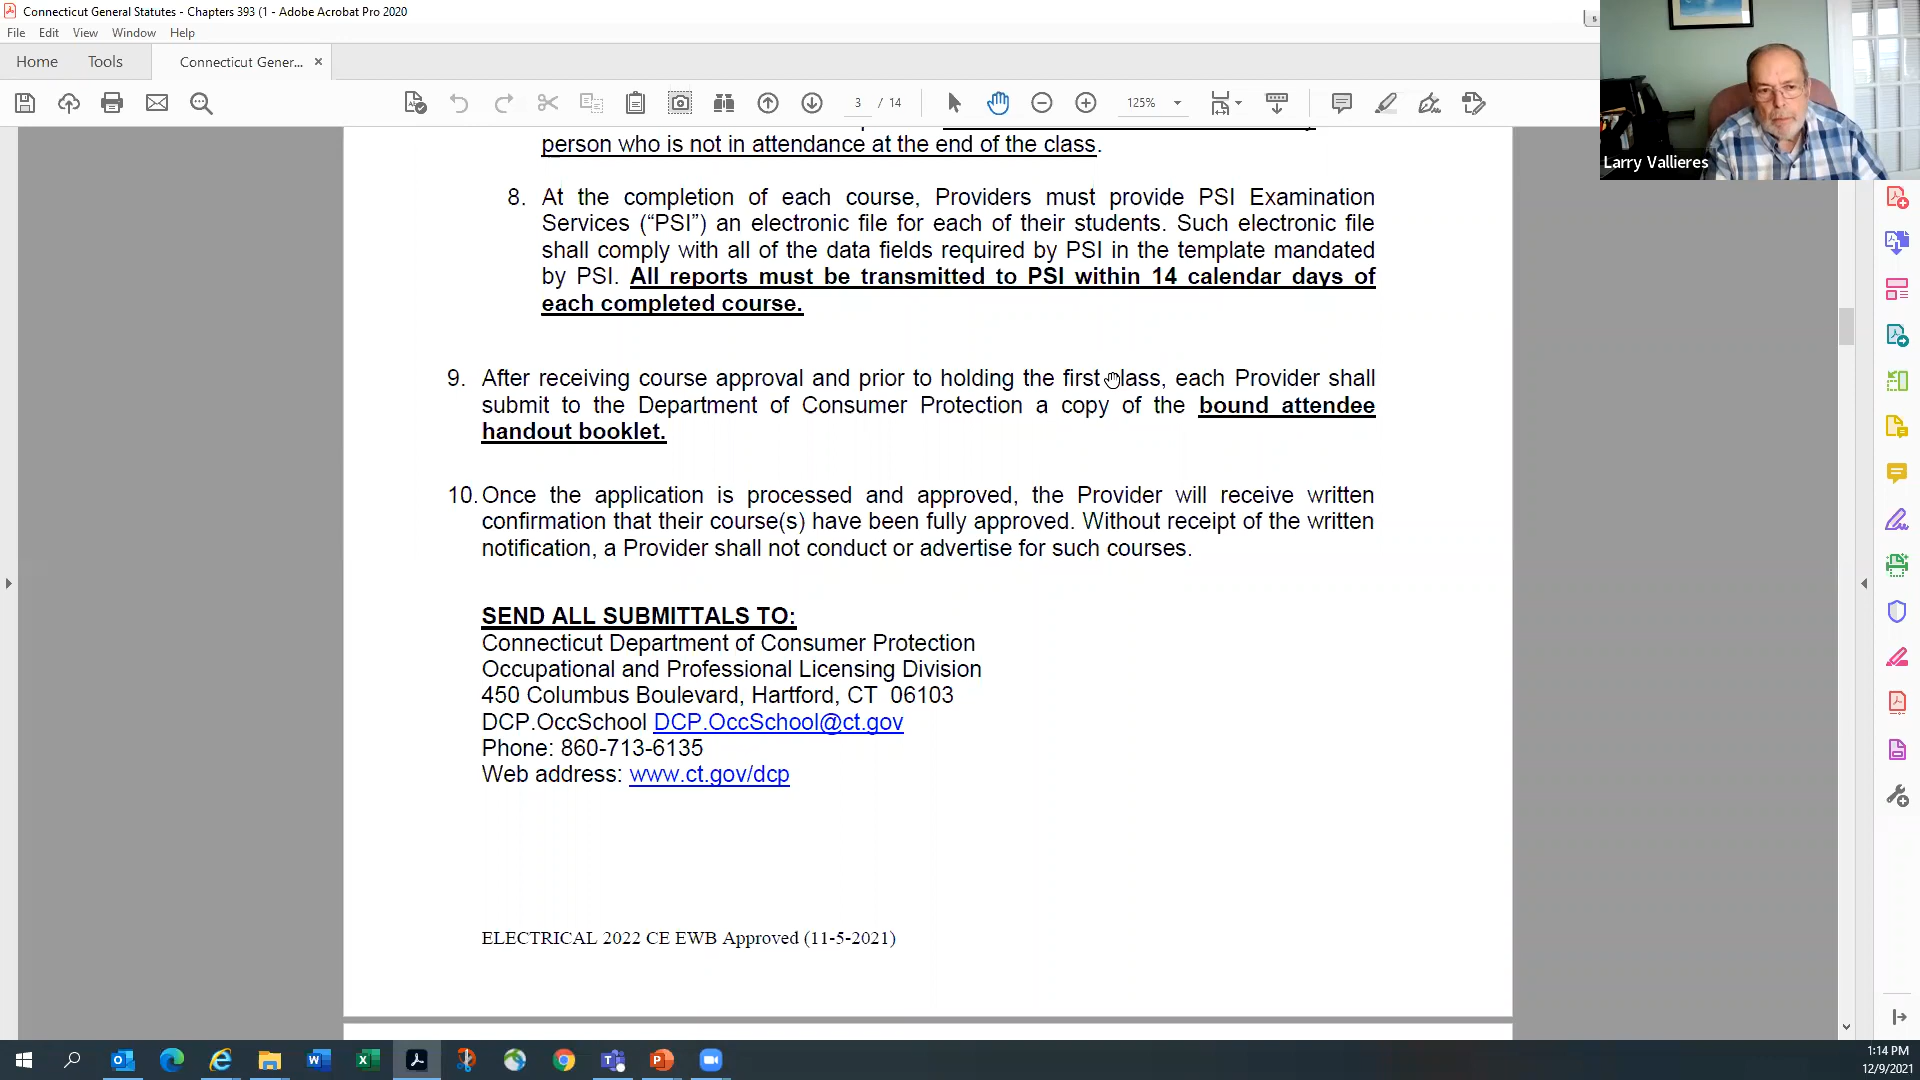 Connecticut General Statutes - Chapters 393 (1 - Adobe Acrobat Pro 2020
File Edit View Window Help
Home Tools Connecticut Gener... ×
3 / 14 125%
Larry Vallieres
person who is not in attendance at the end of the class.
8. At the completion of each course, Providers must provide PSI Examination
Services (“PSI”) an electronic file for each of their students. Such electronic file
shall comply with all of the data fields required by PSI in the template mandated
by PSI. All reports must be transmitted to PSI within 14 calendar days of
each completed course.
9. After receiving course approval and prior to holding the first class, each Provider shall
submit to the Department of Consumer Protection a copy of the bound attendee
handout booklet.
10. Once the application is processed and approved, the Provider will receive written
confirmation that their course(s) have been fully approved. Without receipt of the written
notification, a Provider shall not conduct or advertise for such courses.
SEND ALL SUBMITTALS TO:
Connecticut Department of Consumer Protection
Occupational and Professional Licensing Division
450 Columbus Boulevard, Hartford, CT 06103
DCP.OccSchool DCP.OccSchool@ct.gov
Phone: 860-713-6135
Web address: www.ct.gov/dcp
ELECTRICAL 2022 CE EWB Approved (11-5-2021)
1:14 PM
12/9/2021